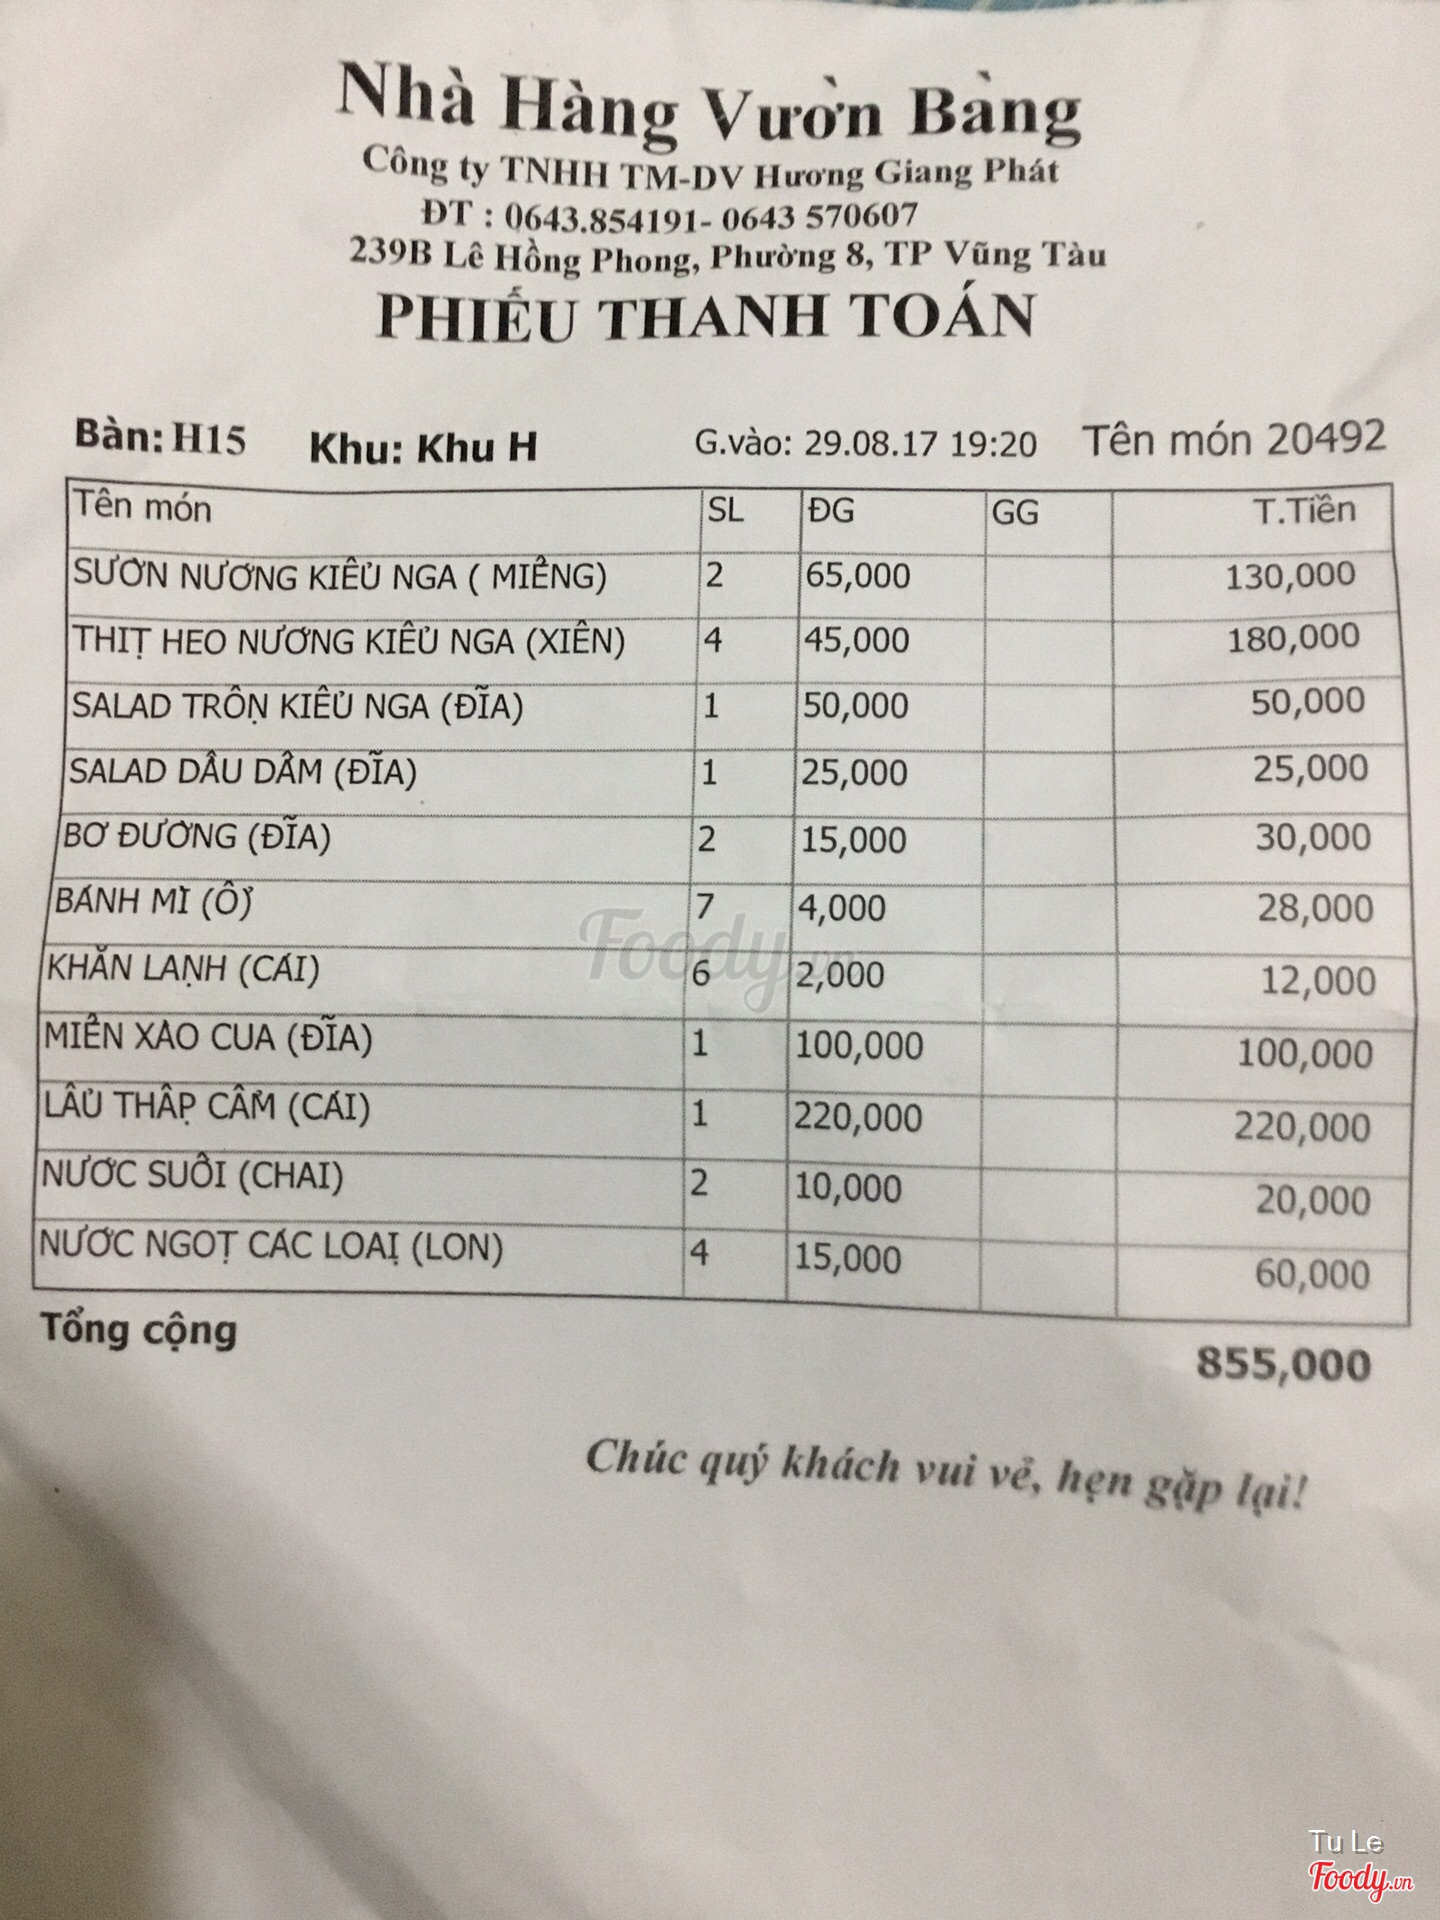 Nhà Hàng Vườn Bàng
Công ty TNHH TM-DV Hương Giang Phát
ĐT : 0643.854191- 0643 570607
239B Lê Hồng Phong, Phường 8, TP Vũng Tàu
PHIẾU THANH TOÁN
Bàn: H15 Khu: Khu H G.vào: 29.08.17 19:20 Tên món 20492
Tên món SL ĐG GG T.Tiền
SƯỜN NƯỚNG KIỂU NGA ( MIẾNG) 2 65,000 130,000
THỊT HEO NƯỚNG KIỂU NGA (XIÊN) 4 45,000 180,000
SALAD TRỘN KIỂU NGA (ĐĨA) 1 50,000 50,000
SALAD DẦU DẤM (ĐĨA) 1 25,000 25,000
BƠ ĐƯỜNG (ĐĨA) 2 15,000 30,000
BÁNH MÌ (Ổ) 7 4,000 28,000
KHĂN LẠNH (CÁI) 6 2,000 12,000
MIẾN XÀO CUA (ĐĨA) 1 100,000 100,000
LẨU THẬP CẨM (CÁI) 1 220,000 220,000
NƯỚC SUỐI (CHAI) 2 10,000 20,000
NƯỚC NGỌT CÁC LOẠI (LON) 4 15,000 60,000
Tổng cộng 855,000
Chúc quý khách vui vẻ, hẹn gặp lại!
Foody.vn
Tu Le
Foody.vn